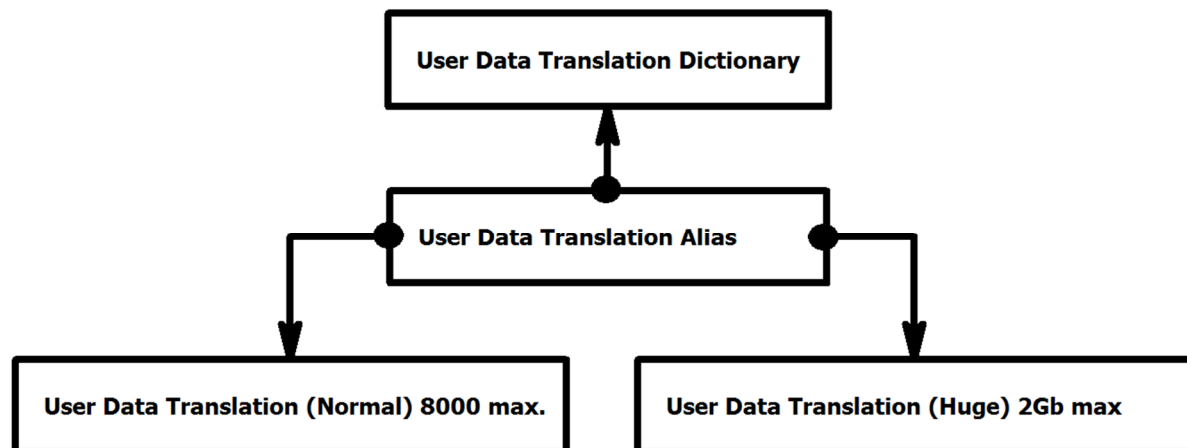 User Data Translation Dictionary
User Data Translation Alias
User Data Translation (Normal) 8000 max.
User Data Translation (Huge) 2Gb max